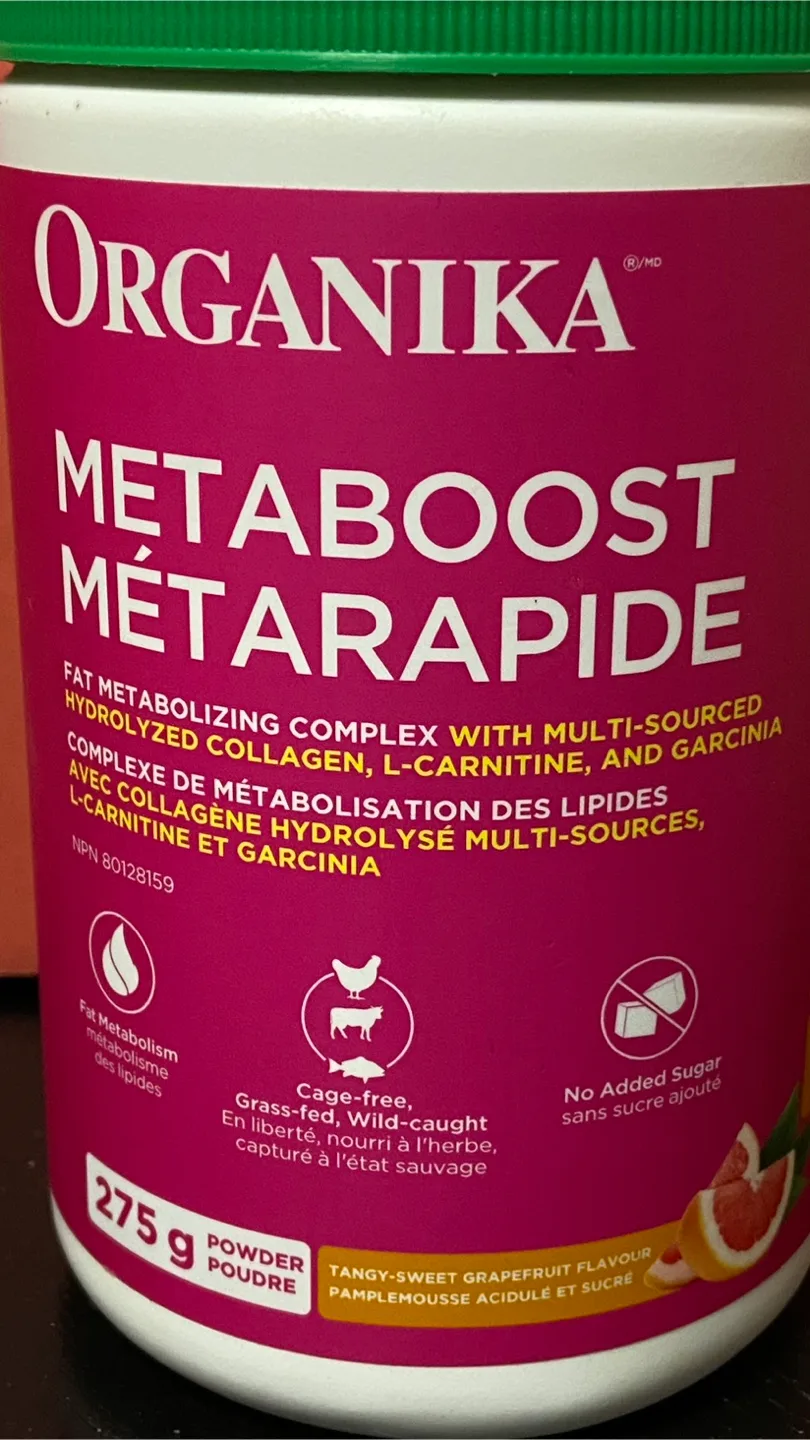 ORGANIKA®/MD
METABOOST
MÉTARAPIDE
FAT METABOLIZING COMPLEX WITH MULTI-SOURCED
HYDROLYZED COLLAGEN, L-CARNITINE, AND GARCINIA
COMPLEXE DE MÉTABOLISATION DES LIPIDES
AVEC COLLAGÈNE HYDROLYSÉ MULTI-SOURCES,
L-CARNITINE ET GARCINIA
NPN 80128159
Fat Metabolism
métabolisme
des lipides
Cage-free,
Grass-fed, Wild-caught
En liberté, nourri à l'herbe,
capturé à l'état sauvage
No Added Sugar
sans sucre ajouté
275 g POWDER
POUDRE
TANGY-SWEET GRAPEFRUIT FLAVOUR
PAMPLEMOUSSE ACIDULÉ ET SUCRÉ